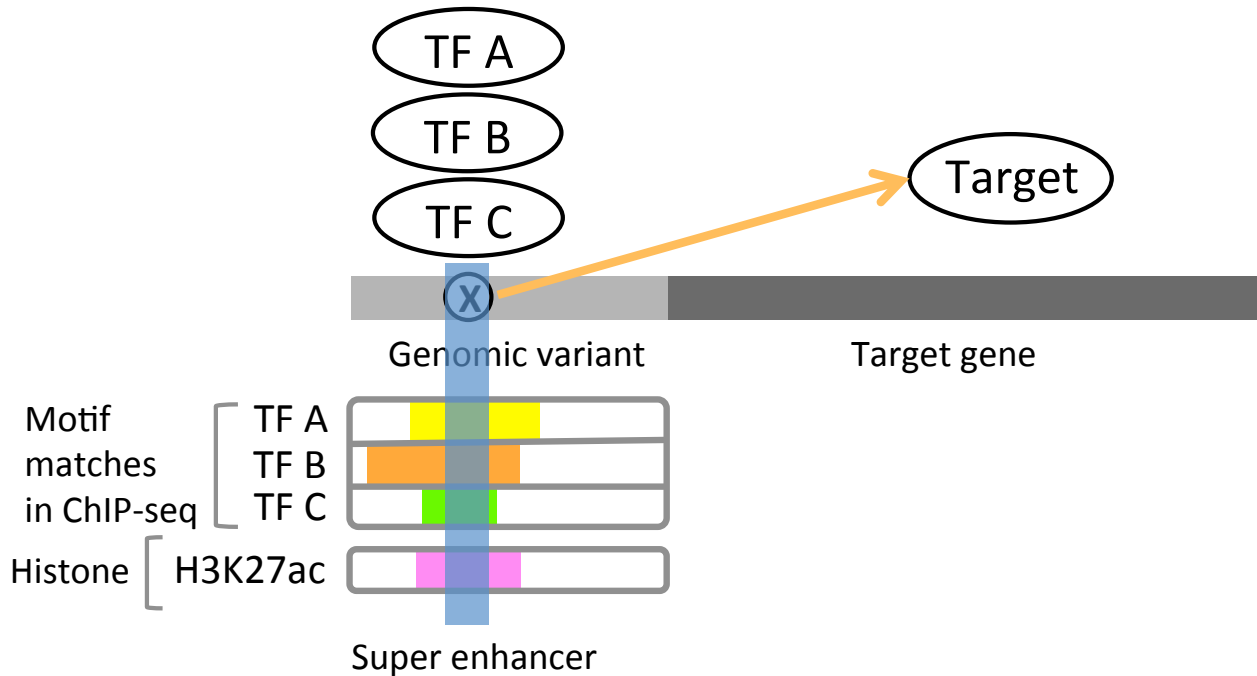 TF A
TF B
TF C
Target
X
Genomic variant
Target gene
Motif
matches
in ChIP-seq
TF A
TF B
TF C
Histone
H3K27ac
Super enhancer